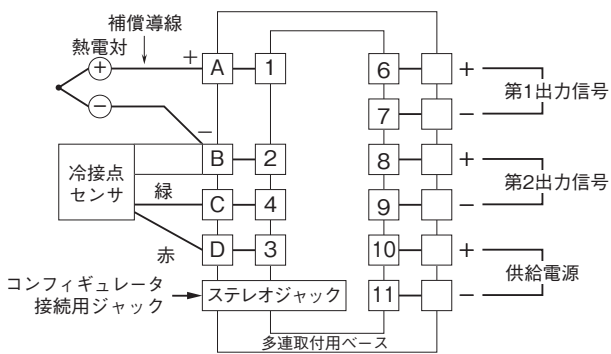 補償導線
熱電対
+
+
A
1
−
−
B
2
冷接点
センサ
緑
C
4
赤
D
3
コンフィギュレータ
接続用ジャック
ステレオジャック
6
+
第1出力信号
7
−
8
+
第2出力信号
9
−
10
+
供給電源
11
−
多連取付用ベース